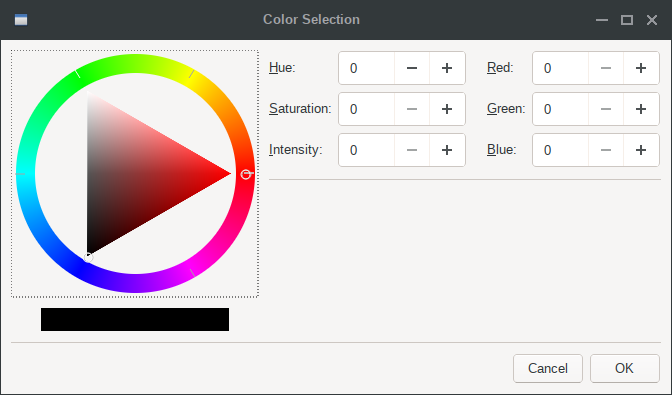 Color Selection
Hue: 0 Red: 0
Saturation: 0 Green: 0
Intensity: 0 Blue: 0
Cancel OK